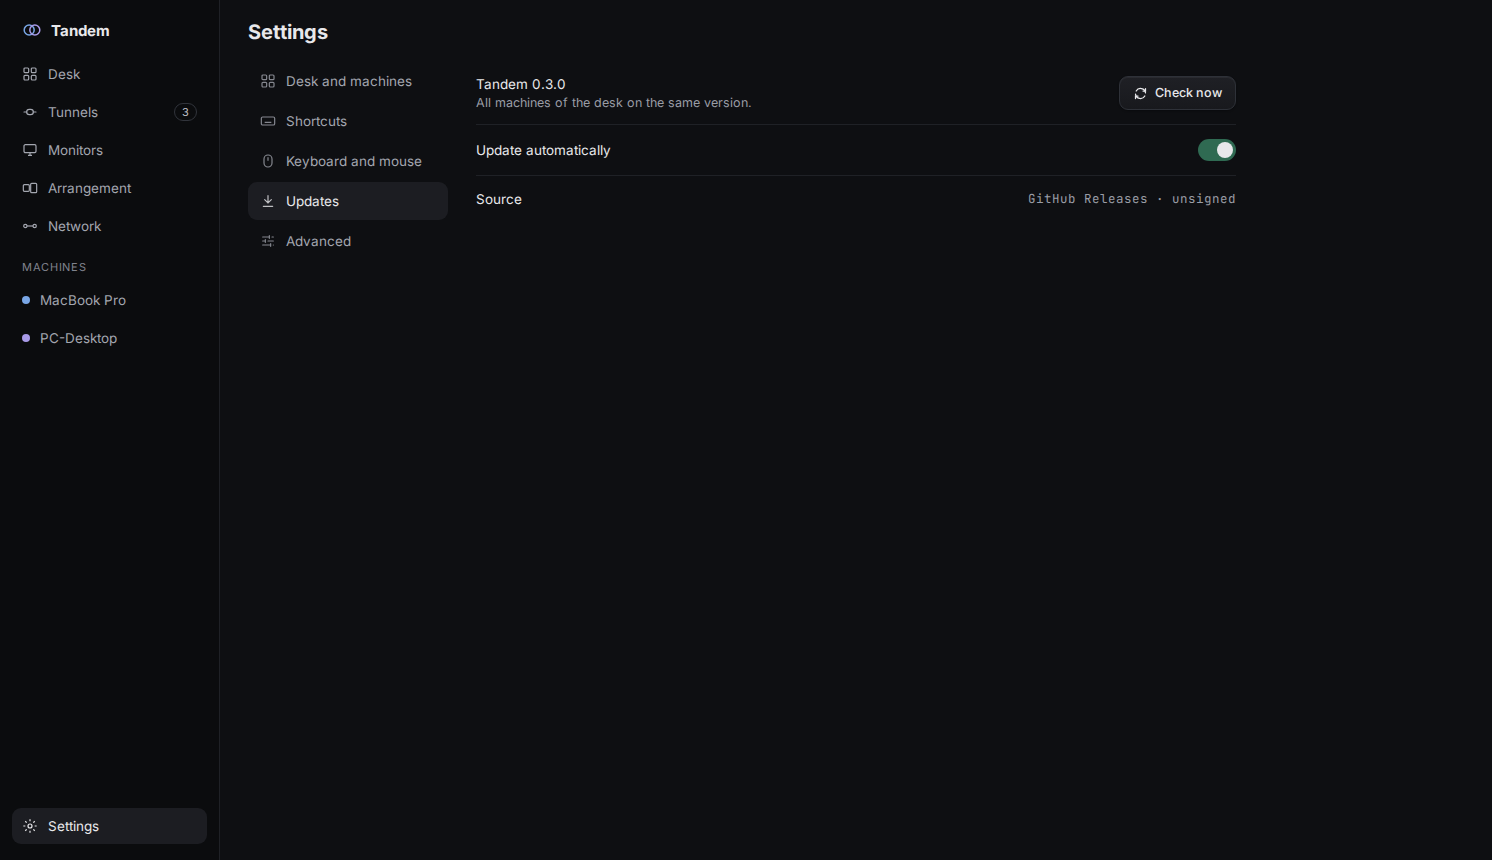 Tandem
Desk
Tunnels 3
Monitors
Arrangement
Network
MACHINES
MacBook Pro
PC-Desktop
Settings
Settings
Desk and machines
Shortcuts
Keyboard and mouse
Updates
Advanced
Tandem 0.3.0
All machines of the desk on the same version.
Check now
Update automatically
Source
GitHub Releases · unsigned